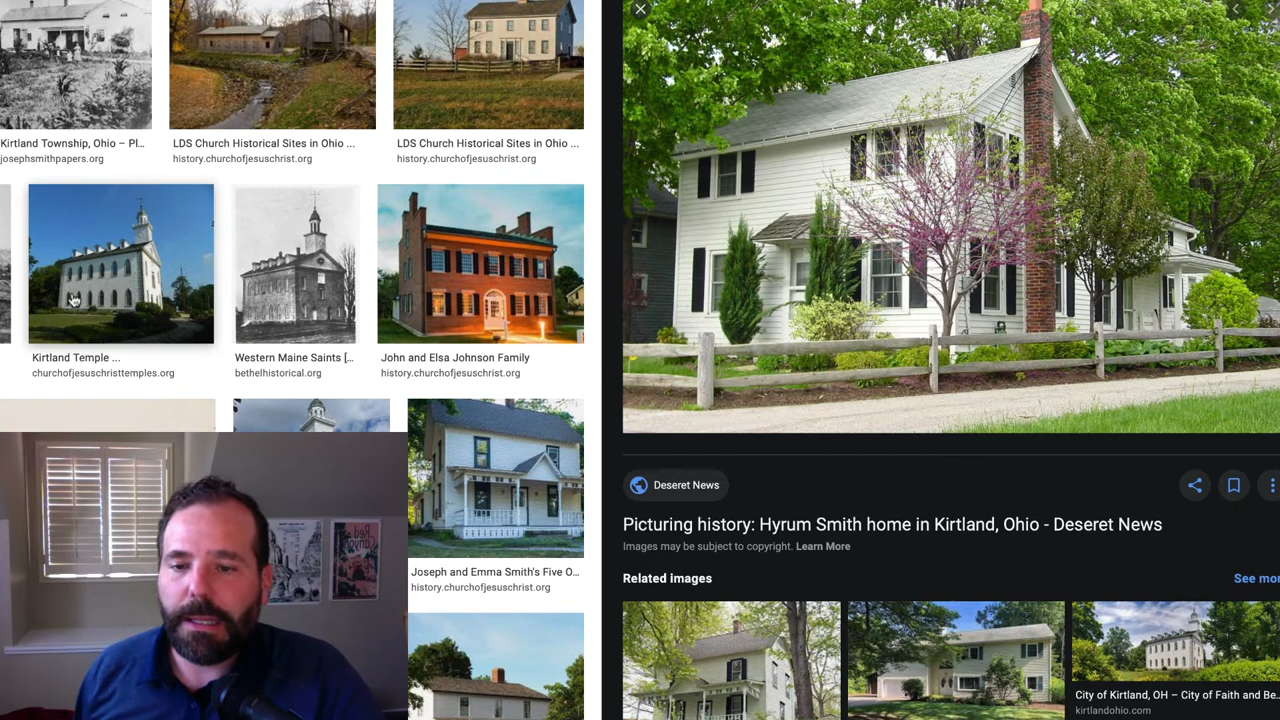 Kirtland Township, Ohio – Pl...
josephsmithpapers.org
LDS Church Historical Sites in Ohio ...
history.churchofjesuschrist.org
LDS Church Historical Sites in Ohio ...
history.churchofjesuschrist.org
Kirtland Temple ...
churchofjesuschristtemples.org
Western Maine Saints [...
bethelhistorical.org
John and Elsa Johnson Family
history.churchofjesuschrist.org
Joseph and Emma Smith's Five O...
history.churchofjesuschrist.org
Deseret News
Picturing history: Hyrum Smith home in Kirtland, Ohio - Deseret News
Images may be subject to copyright. Learn More
Related images
See mor
City of Kirtland, OH – City of Faith and Be...
kirtlandohio.com